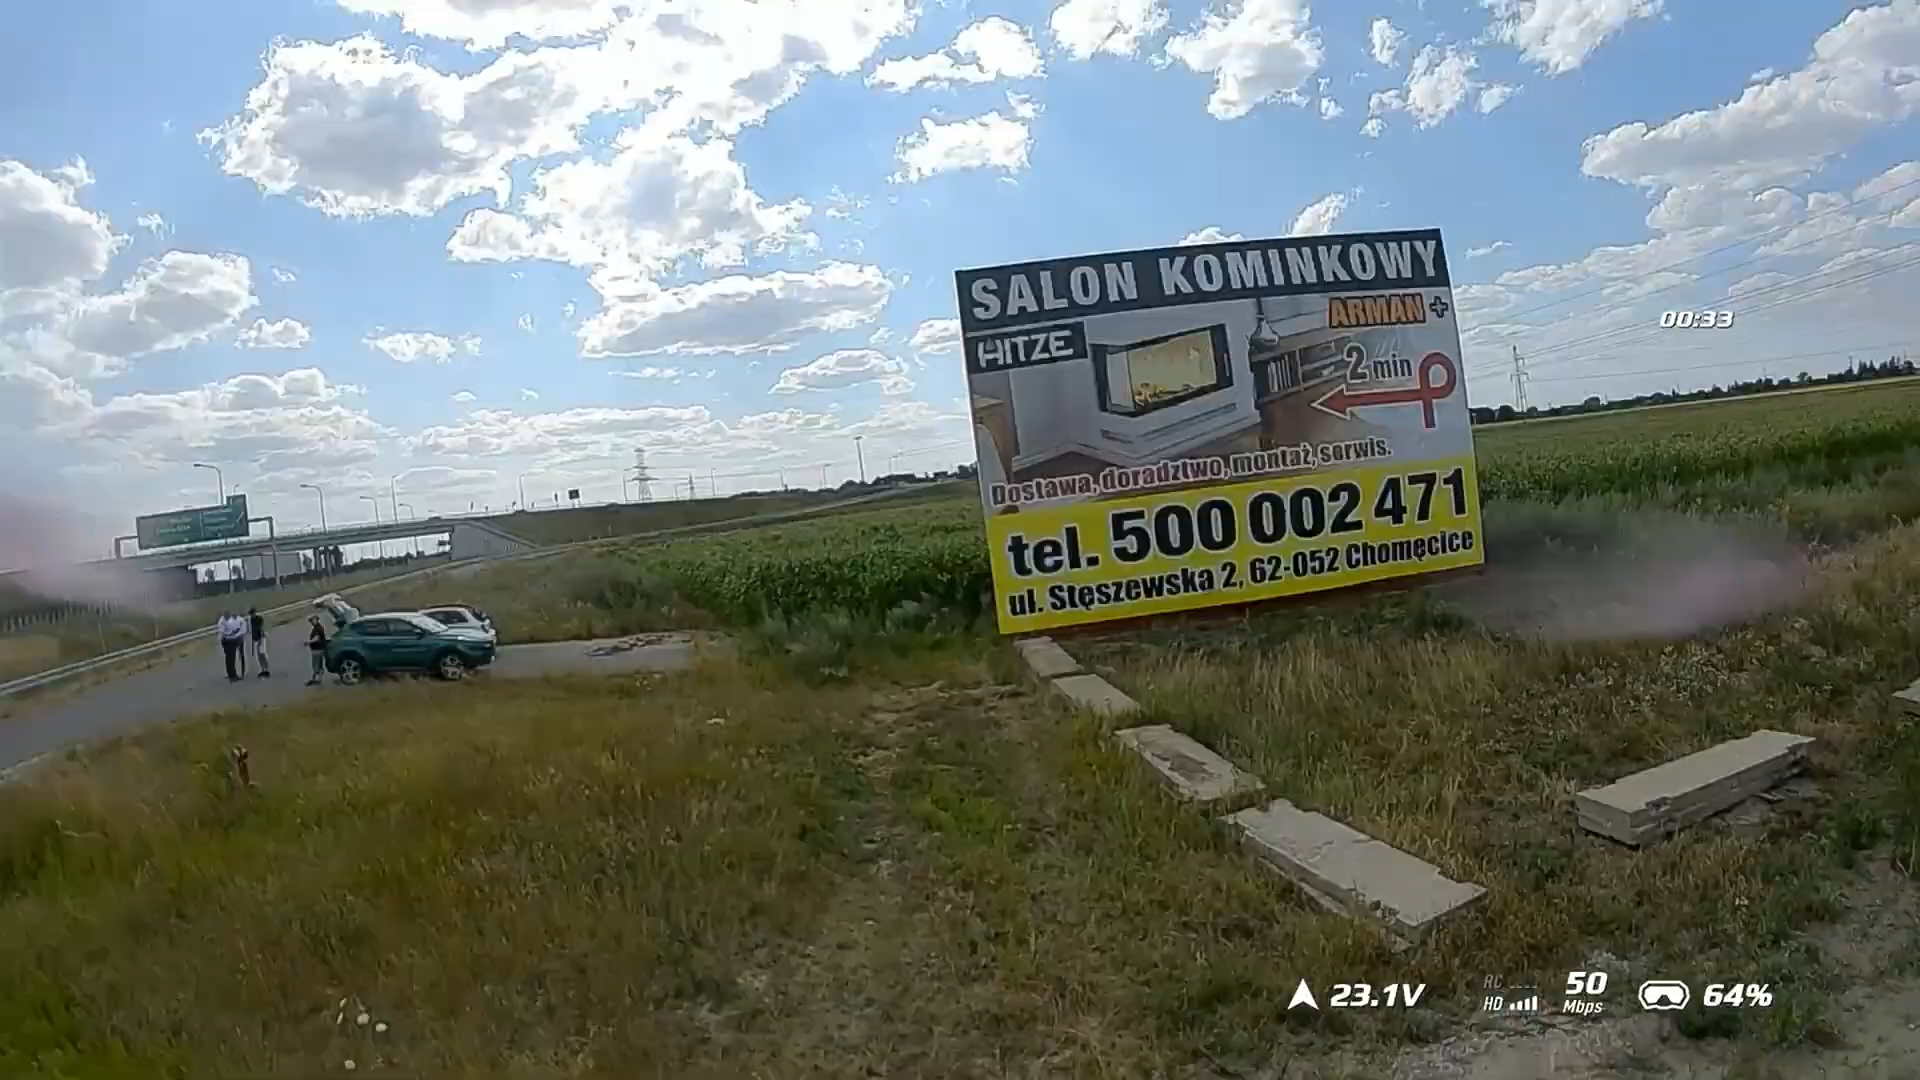 SALON KOMINKOWY
ARMAN +
HITZE
2 min
Dostawa, doradztwo, montaż, serwis.
tel. 500 002 471
ul. Stęszewska 2, 62-052 Chomęcice
00:33
23.1V
RC
HD
50
Mbps
64%